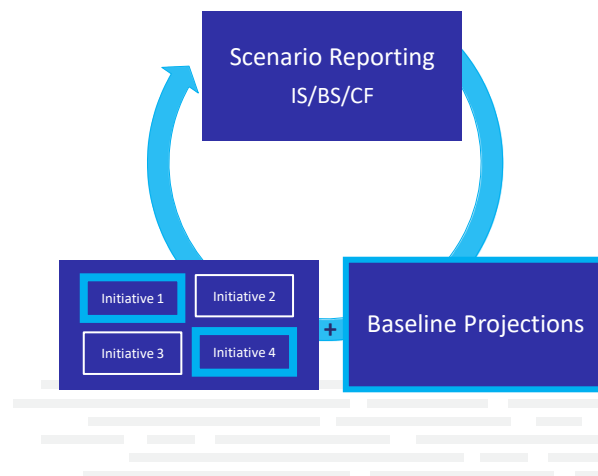 Scenario Reporting
IS/BS/CF
Initiative 1
Initiative 2
Initiative 3
Initiative 4
+
Baseline Projections